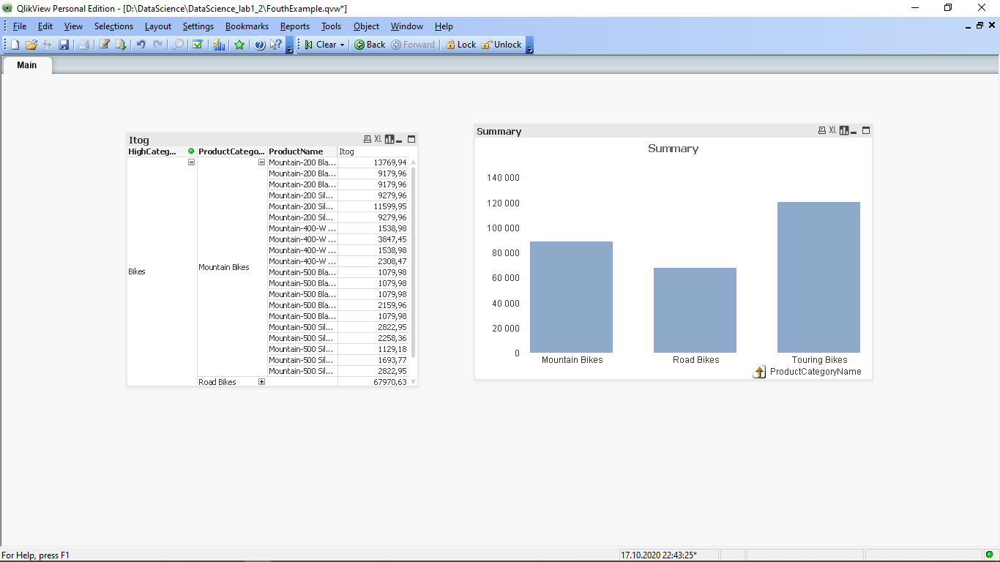 QlikView Personal Edition - [D:\DataScience\DataScience_lab1_2\FouthExample.qvw*]
File Edit View Selections Layout Settings Bookmarks Reports Tools Object Window Help
Clear Back Forward Lock Unlock
Main
Itog XL
HighCateg... ProductCatego... ProductName Itog
Mountain-200 Bla... 13769,94
Mountain-200 Bla... 9179,96
Mountain-200 Bla... 9179,96
Mountain-200 Sil... 9279,96
Mountain-200 Sil... 11599,95
Mountain-200 Sil... 9279,96
Mountain-400-W ... 1538,98
Mountain-400-W ... 3847,45
Mountain-400-W ... 1538,98
Mountain-400-W ... 2308,47
Bikes Mountain Bikes Mountain-500 Bla... 1079,98
Mountain-500 Bla... 1079,98
Mountain-500 Bla... 1079,98
Mountain-500 Bla... 2159,96
Mountain-500 Bla... 1079,98
Mountain-500 Sil... 2822,95
Mountain-500 Sil... 2258,36
Mountain-500 Sil... 1129,18
Mountain-500 Sil... 1693,77
Mountain-500 Sil... 2822,95
Road Bikes 67970,63
Summary XL
Summary
140 000
120 000
100 000
80 000
60 000
40 000
20 000
0
Mountain Bikes Road Bikes Touring Bikes
ProductCategoryName
For Help, press F1 17.10.2020 22:43:25*